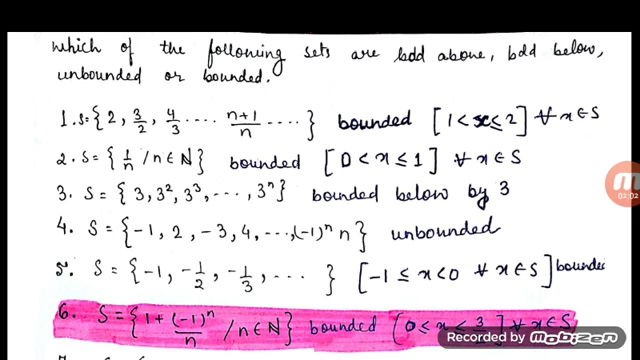 which of the following sets are bdd above, bdd below,
unbounded or bounded.
1. S = { 2, 3/2, 4/3 .... n+1/n .... } bounded [1 < x ≤ 2] ∀ x ∈ S
2. S = { 1/n / n ∈ N } bounded [0 < x ≤ 1] ∀ x ∈ S
3. S = { 3, 3², 3³, ..., 3ⁿ } bounded below by 3
02:02
4. S = { -1, 2, -3, 4, ..., (-1)ⁿ n } unbounded
5. S = { -1, -1/2, -1/3, ... } [-1 ≤ x < 0 ∀ x ∈ S] bounded
6. S = { 1 + (-1)ⁿ/n / n ∈ N } bounded [0 ≤ x ≤ 3/2] ∀ x ∈ S
RECORDED WITH
mobizen